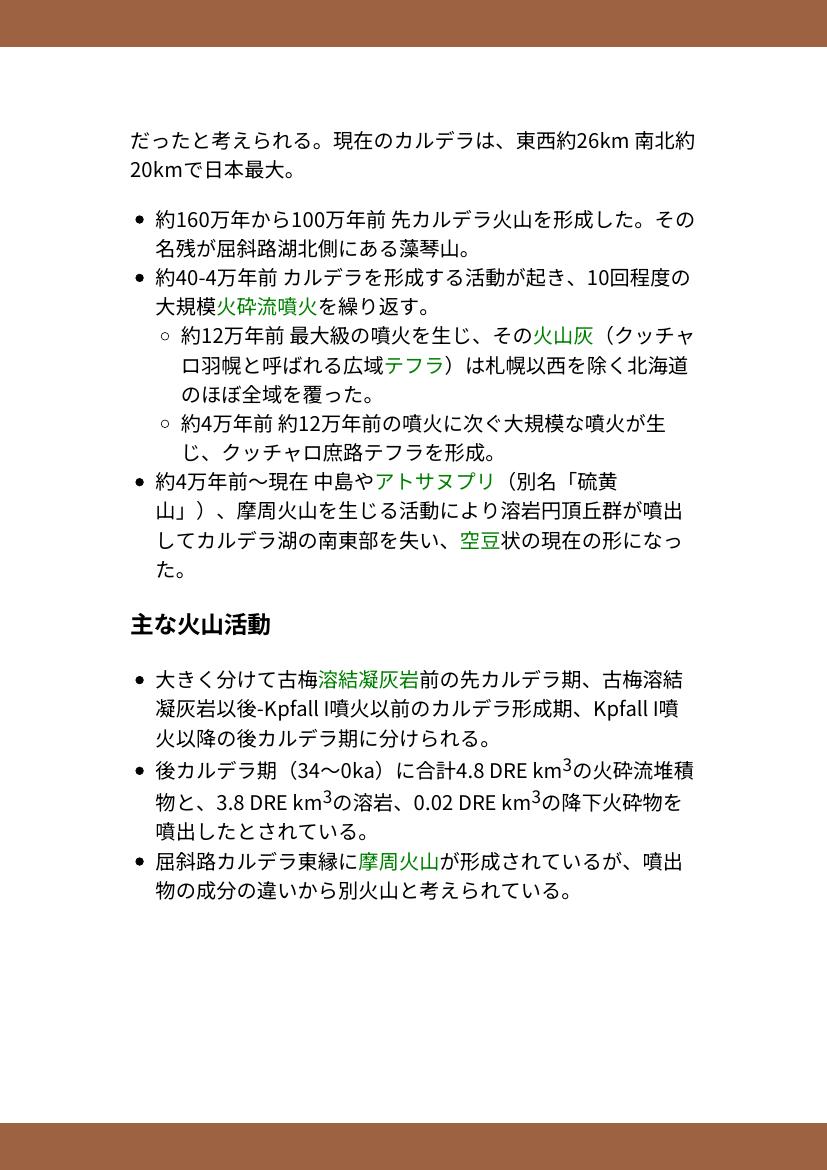 だったと考えられる。現在のカルデラは、東西約26km 南北約
20kmで日本最大。
• 約160万年から100万年前 先カルデラ火山を形成した。その
名残が屈斜路湖北側にある藻琴山。
• 約40-4万年前 カルデラを形成する活動が起き、10回程度の
大規模火砕流噴火を繰り返す。
◦ 約12万年前 最大級の噴火を生じ、その火山灰（クッチャ
ロ羽幌と呼ばれる広域テフラ）は札幌以西を除く北海道
のほぼ全域を覆った。
◦ 約4万年前 約12万年前の噴火に次ぐ大規模な噴火が生
じ、クッチャロ庶路テフラを形成。
• 約4万年前〜現在 中島やアトサヌプリ（別名「硫黄
山」）、摩周火山を生じる活動により溶岩円頂丘群が噴出
してカルデラ湖の南東部を失い、空豆状の現在の形になっ
た。
主な火山活動
• 大きく分けて古梅溶結凝灰岩前の先カルデラ期、古梅溶結
凝灰岩以後-Kpfall I噴火以前のカルデラ形成期、Kpfall I噴
火以降の後カルデラ期に分けられる。
• 後カルデラ期（34〜0ka）に合計4.8 DRE km³の火砕流堆積
物と、3.8 DRE km³の溶岩、0.02 DRE km³の降下火砕物を
噴出したとされている。
• 屈斜路カルデラ東縁に摩周火山が形成されているが、噴出
物の成分の違いから別火山と考えられている。